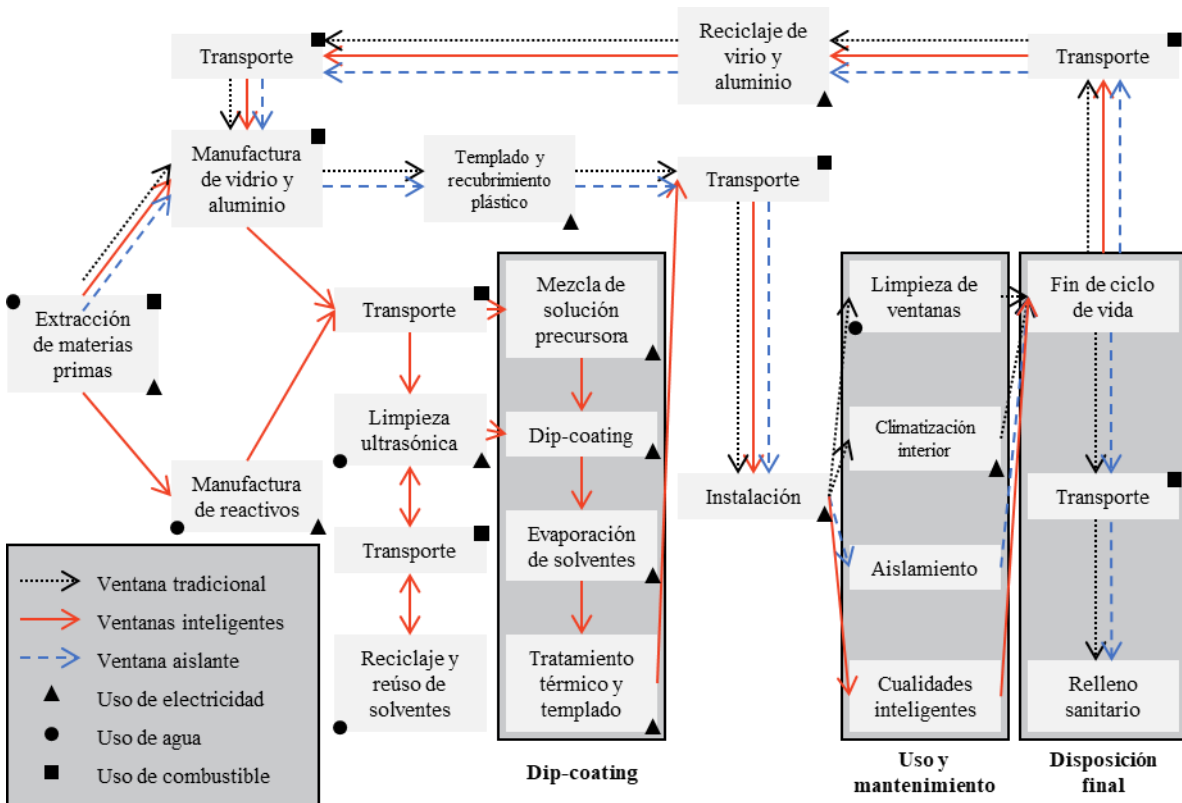 Transporte
Reciclaje de
virio y
aluminio
Transporte
Manufactura
de vidrio y
aluminio
Templado y
recubrimiento
plástico
Transporte
Extracción
de materias
primas
Transporte
Mezcla de
solución
precursora
Limpieza de
ventanas
Fin de ciclo
de vida
Limpieza
ultrasónica
Dip-coating
Climatización
interior
Manufactura
de reactivos
Instalación
Transporte
Transporte
Evaporación
de solventes
Aislamiento
Reciclaje y
reúso de
solventes
Tratamiento
térmico y
templado
Cualidades
inteligentes
Relleno
sanitario
Ventana tradicional
Ventanas inteligentes
Ventana aislante
Uso de electricidad
Uso de agua
Uso de combustible
Dip-coating
Uso y
mantenimiento
Disposición
final